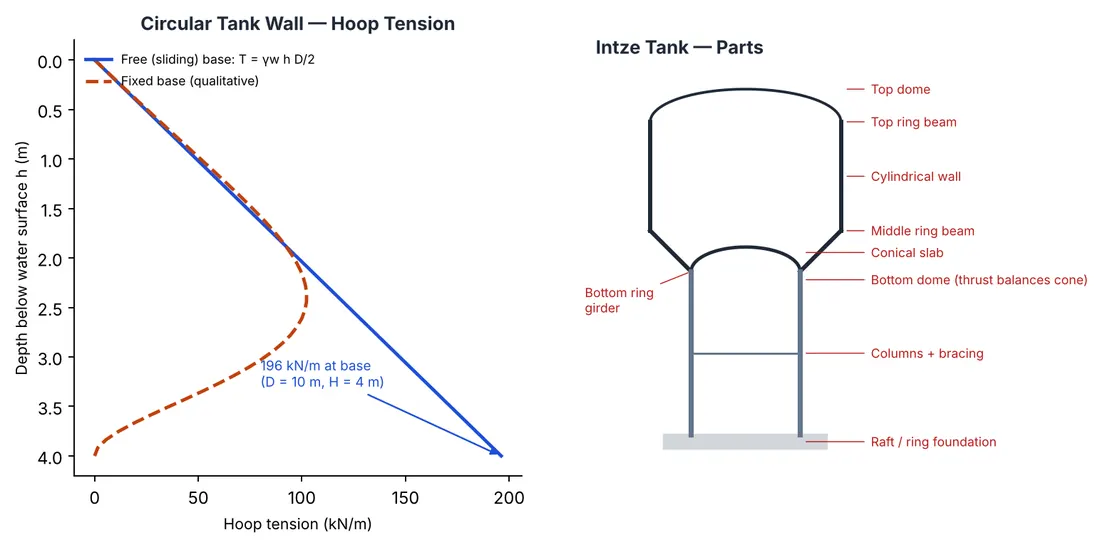 Circular Tank Wall — Hoop Tension
Free (sliding) base: T = γw h D/2
Fixed base (qualitative)
Depth below water surface h (m)
0.0
0.5
1.0
1.5
2.0
2.5
3.0
3.5
4.0
196 kN/m at base
(D = 10 m, H = 4 m)
0
50
100
150
200
Hoop tension (kN/m)
Intze Tank — Parts
Top dome
Top ring beam
Cylindrical wall
Middle ring beam
Conical slab
Bottom dome (thrust balances cone)
Bottom ring
girder
Columns + bracing
Raft / ring foundation